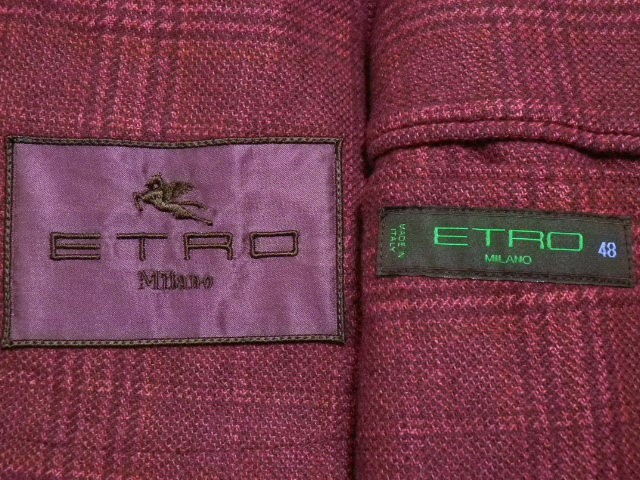 ETRO
Milano
MADE IN
ITALY
ETRO
MILANO
48